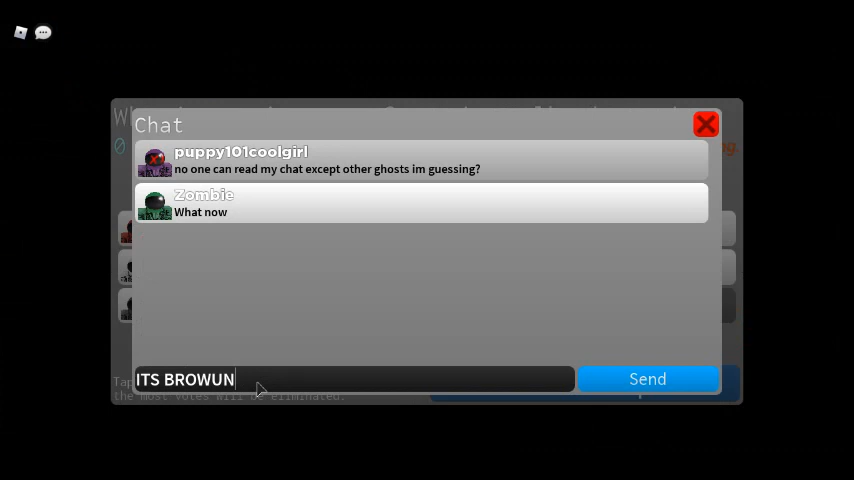 Chat
puppy101coolgirl
no one can read my chat except other ghosts im guessing?
Zombie
What now
ITS BROWUN
Send
the most votes will be eliminated.